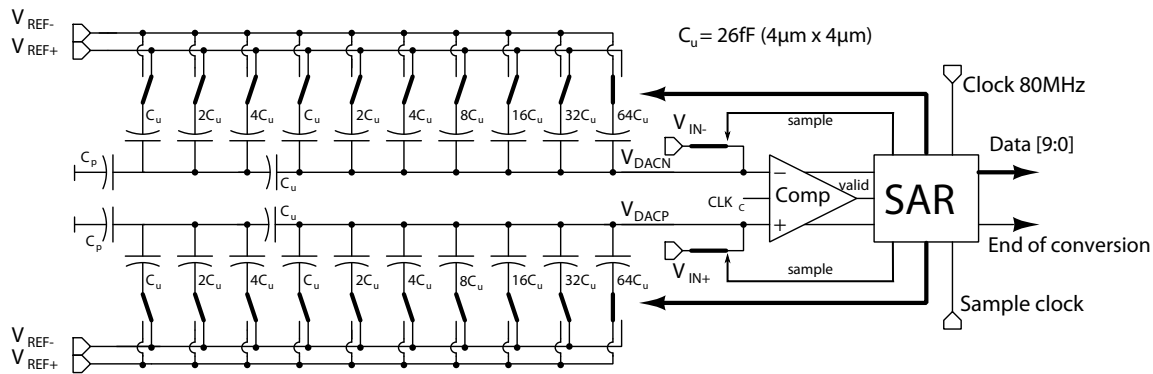 V REF-
V REF+
C u = 26fF (4µm x 4µm)
Clock 80MHz
C u 2C u 4C u C u 2C u 4C u 8C u 16C u 32C u 64C u
V IN-
sample
Data [9:0]
C p
C u
V DACN
−
Comp
valid
SAR
CLK C
C u
V DACP
+
C p
End of conversion
V IN+
sample
C u 2C u 4C u C u 2C u 4C u 8C u 16C u 32C u 64C u
Sample clock
V REF-
V REF+